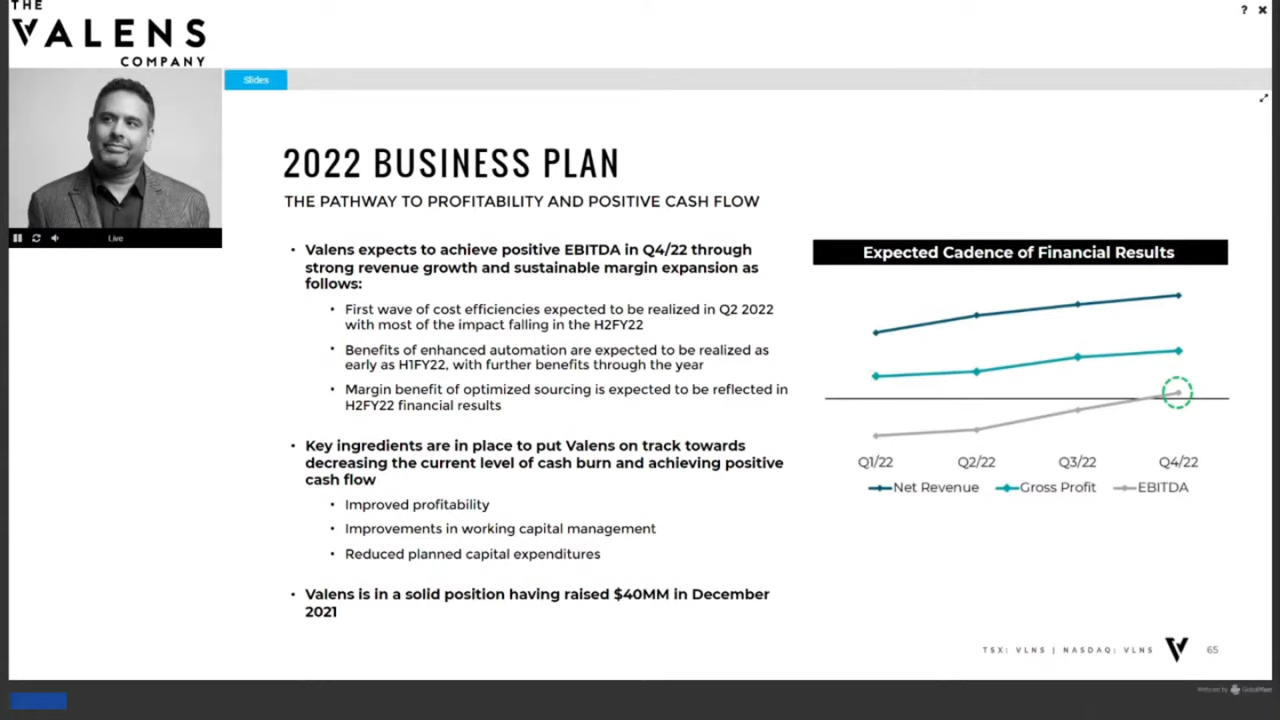 THE
VALENS
COMPANY
? ×
Slides
Live
2022 BUSINESS PLAN
THE PATHWAY TO PROFITABILITY AND POSITIVE CASH FLOW
• Valens expects to achieve positive EBITDA in Q4/22 through
strong revenue growth and sustainable margin expansion as
follows:
• First wave of cost efficiencies expected to be realized in Q2 2022
with most of the impact falling in the H2FY22
• Benefits of enhanced automation are expected to be realized as
early as H1FY22, with further benefits through the year
• Margin benefit of optimized sourcing is expected to be reflected in
H2FY22 financial results
• Key ingredients are in place to put Valens on track towards
decreasing the current level of cash burn and achieving positive
cash flow
• Improved profitability
• Improvements in working capital management
• Reduced planned capital expenditures
• Valens is in a solid position having raised $40MM in December
2021
Expected Cadence of Financial Results
Q1/22 Q2/22 Q3/22 Q4/22
Net Revenue Gross Profit EBITDA
TSX: VLNS | NASDAQ: VLNS 65
Webcast by GlobalMeet